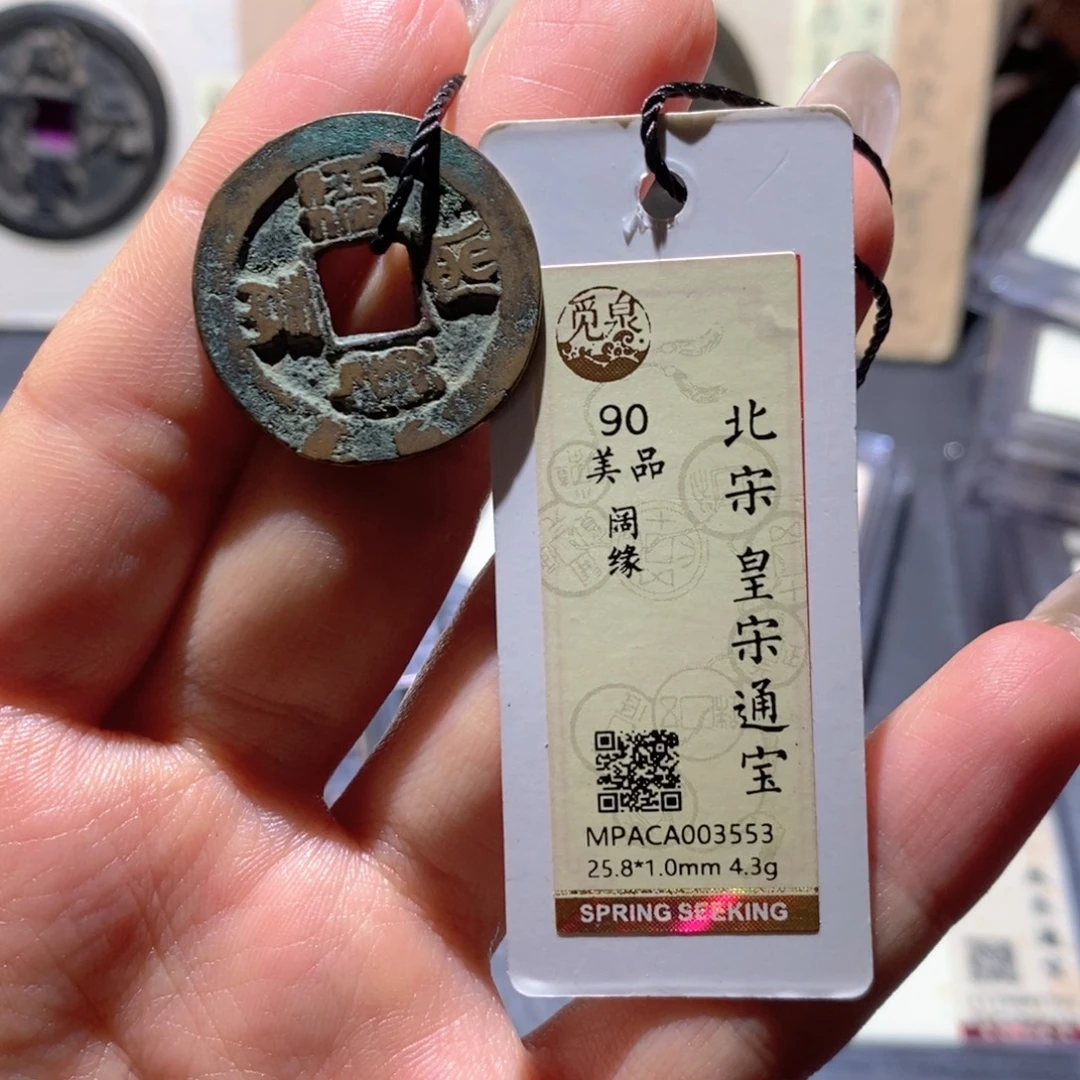 觅泉
90
美品
阔缘
北宋 皇宋通宝
MPACA003553
25.8*1.0mm 4.3g
SPRING SEEKING